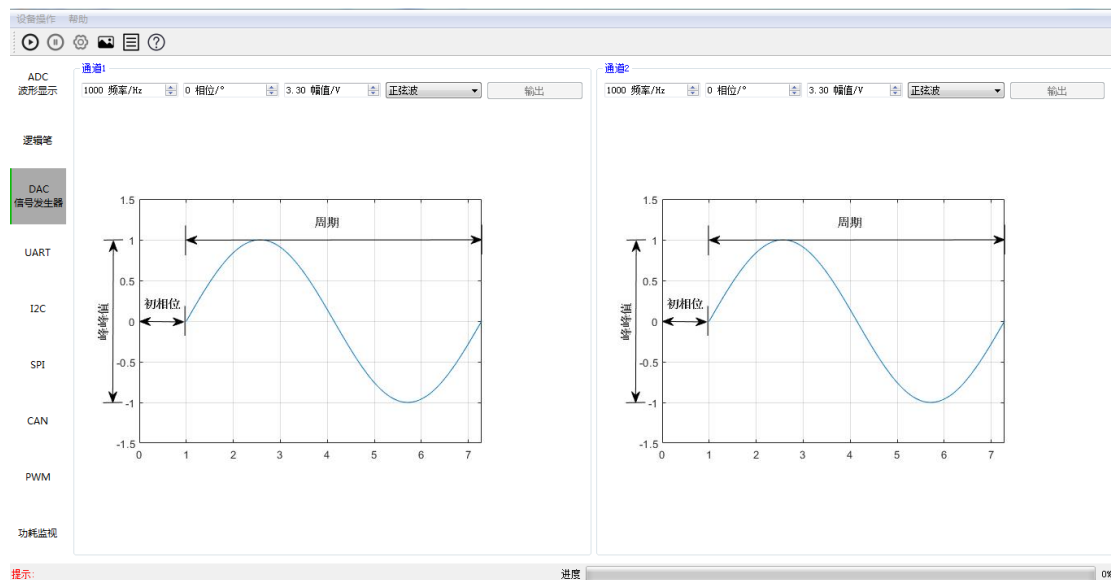 设备操作 帮助
ADC
波形显示
逻辑笔
DAC
信号发生器
UART
I2C
SPI
CAN
PWM
功耗监视
通道1
1000 频率/Hz 0 相位/° 3.30 幅值/V 正弦波 输出
1.5
1
0.5
0
-0.5
-1
-1.5
0 1 2 3 4 5 6 7
周期
初相位
峰峰值
通道2
1000 频率/Hz 0 相位/° 3.30 幅值/V 正弦波 输出
1.5
1
0.5
0
-0.5
-1
-1.5
0 1 2 3 4 5 6 7
周期
初相位
峰峰值
提示: 进度 0%